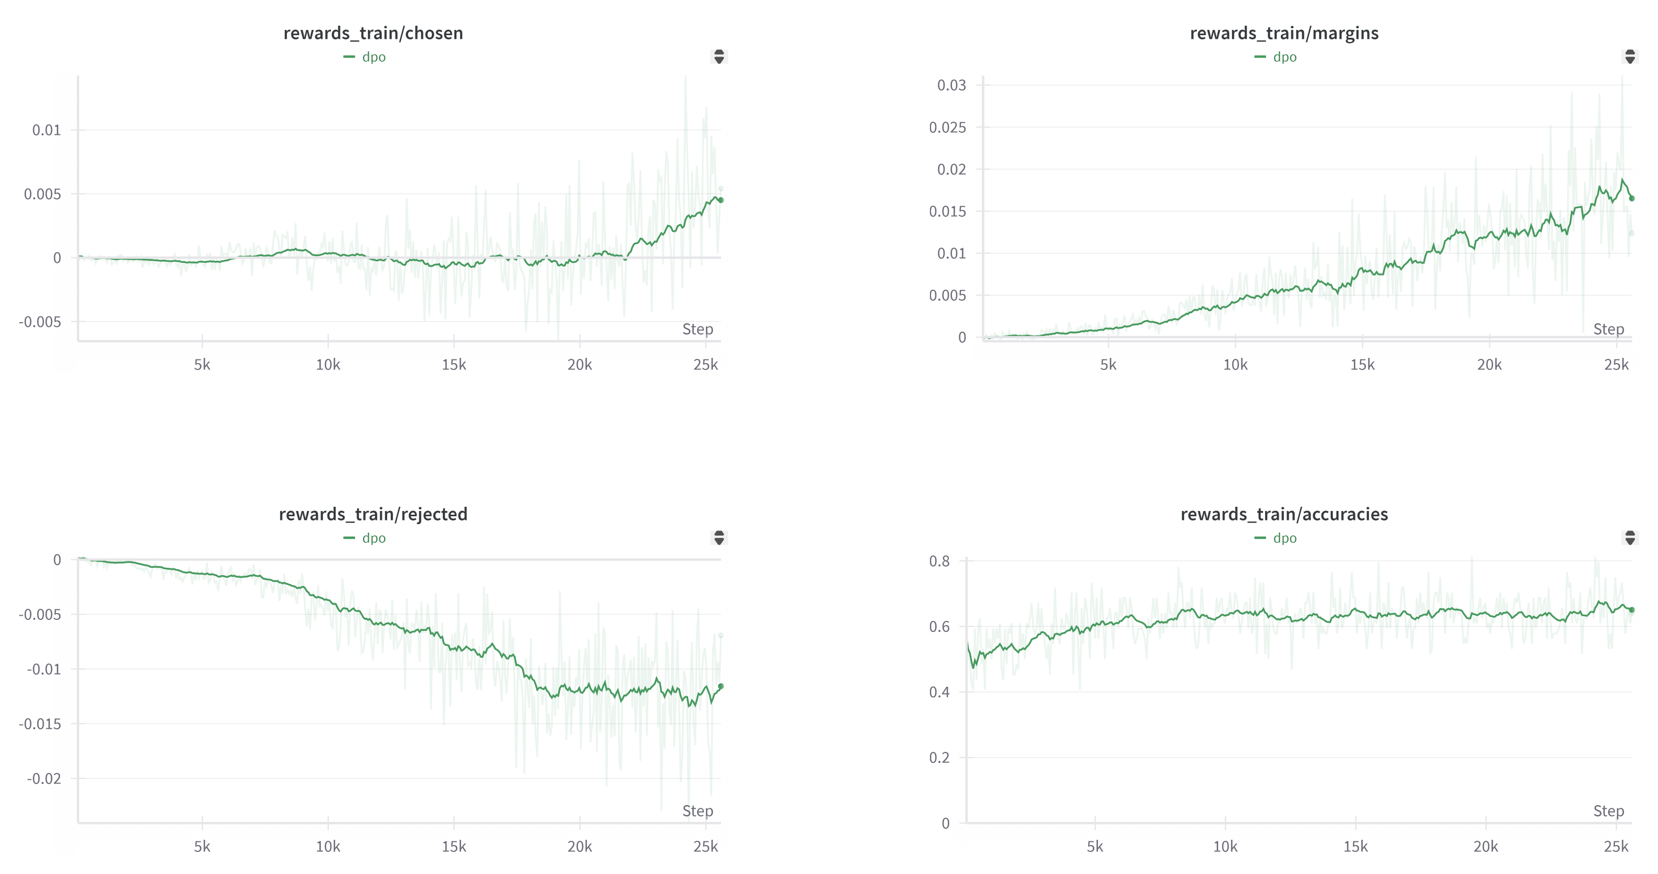 rewards_train/chosen
dpo
0.01
0.005
0
-0.005
Step
5k
10k
15k
20k
25k
rewards_train/margins
dpo
0.03
0.025
0.02
0.015
0.01
0.005
0
Step
5k
10k
15k
20k
25k
rewards_train/rejected
dpo
0
-0.005
-0.01
-0.015
-0.02
Step
5k
10k
15k
20k
25k
rewards_train/accuracies
dpo
0.8
0.6
0.4
0.2
0
Step
5k
10k
15k
20k
25k